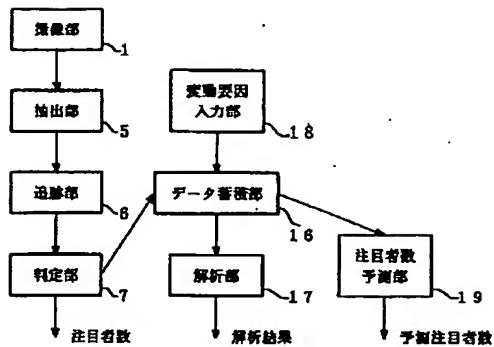 撮像部
1
抽出部
5
変動要因
入力部
18
追跡部
6
データ蓄積部
16
判定部
7
解析部
17
注目者数
予測部
19
注目者数
解析結果
予測注目者数